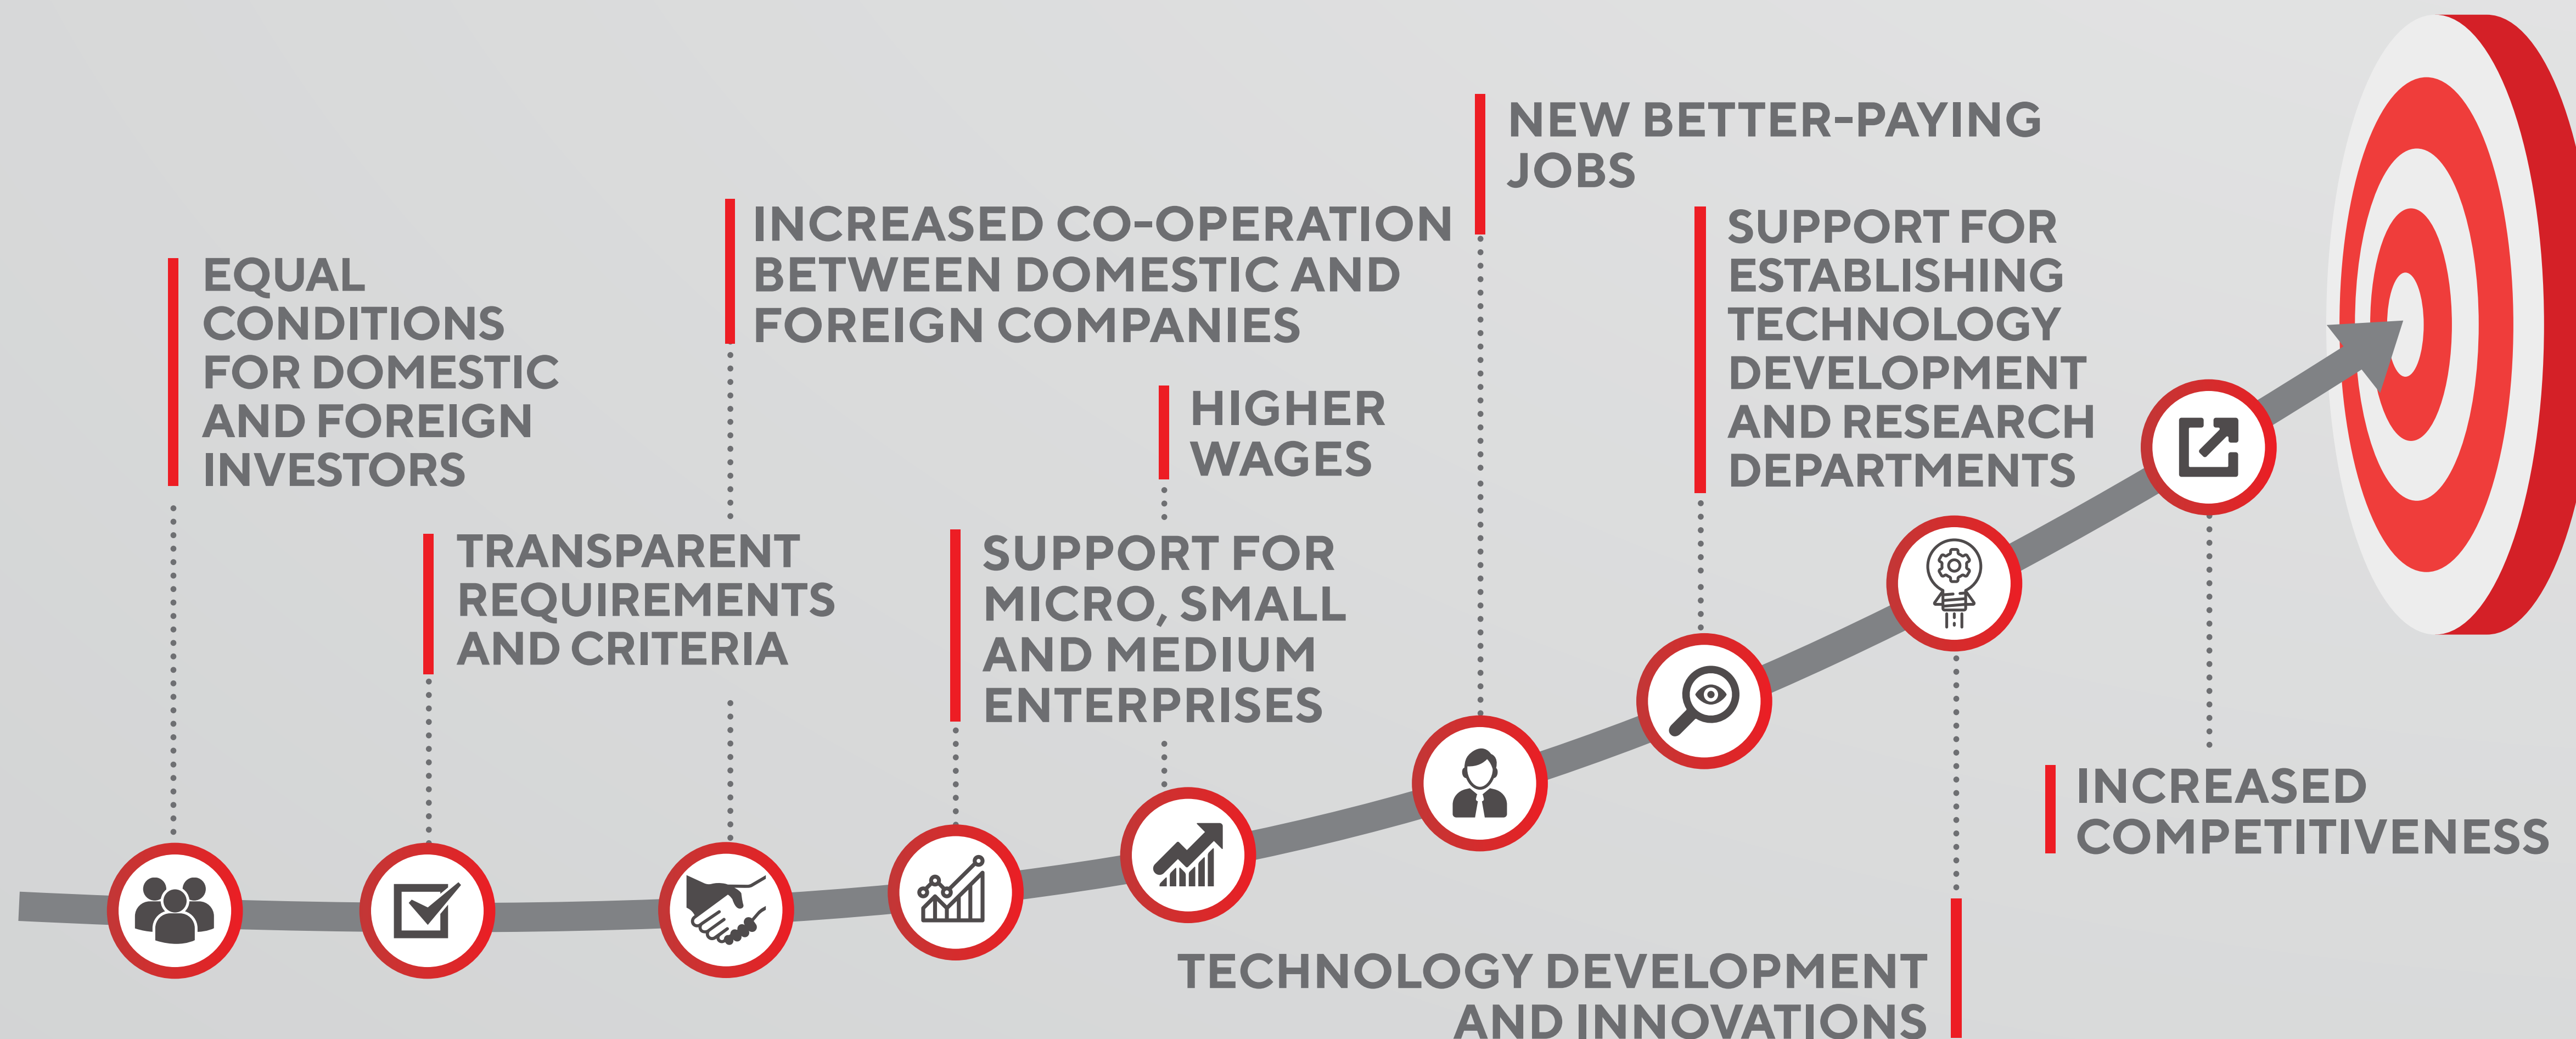 EQUAL
CONDITIONS
FOR DOMESTIC
AND FOREIGN
INVESTORS
TRANSPARENT
REQUIREMENTS
AND CRITERIA
INCREASED CO-OPERATION
BETWEEN DOMESTIC AND
FOREIGN COMPANIES
SUPPORT FOR
MICRO, SMALL
AND MEDIUM
ENTERPRISES
HIGHER
WAGES
NEW BETTER-PAYING
JOBS
SUPPORT FOR
ESTABLISHING
TECHNOLOGY
DEVELOPMENT
AND RESEARCH
DEPARTMENTS
TECHNOLOGY DEVELOPMENT
AND INNOVATIONS
INCREASED
COMPETITIVENESS